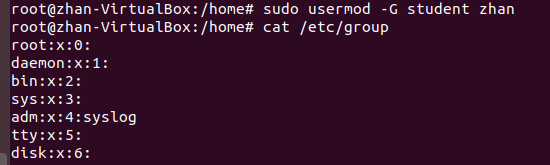 root@zhan-VirtualBox:/home# sudo usermod -G student zhan
root@zhan-VirtualBox:/home# cat /etc/group
root:x:0:
daemon:x:1:
bin:x:2:
sys:x:3:
adm:x:4:syslog
tty:x:5:
disk:x:6: